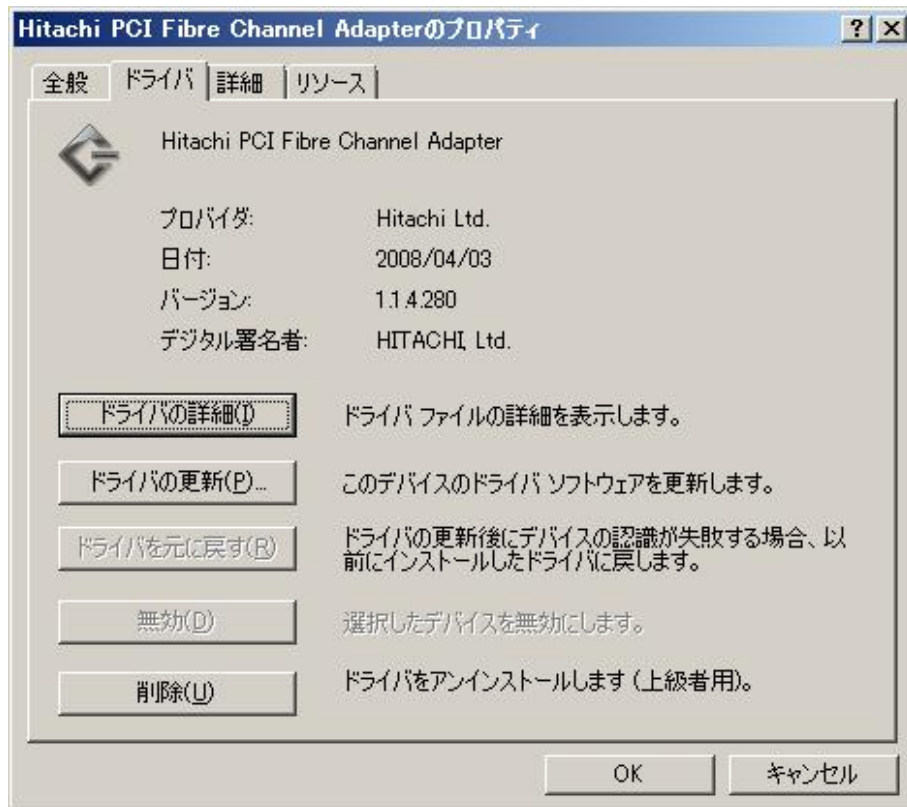 Hitachi PCI Fibre Channel Adapterのプロパティ
全般 ドライバ 詳細 リソース
Hitachi PCI Fibre Channel Adapter
プロバイダ: Hitachi Ltd.
日付: 2008/04/03
バージョン: 1.1.4.280
デジタル署名者: HITACHI, Ltd.
ドライバの詳細(I) ドライバ ファイルの詳細を表示します。
ドライバの更新(P)... このデバイスのドライバ ソフトウェアを更新します。
ドライバを元に戻す(R) ドライバの更新後にデバイスの認識が失敗する場合、以
前にインストールしたドライバに戻します。
無効(D) 選択したデバイスを無効にします。
削除(U) ドライバをアンインストールします (上級者用)。
OK キャンセル